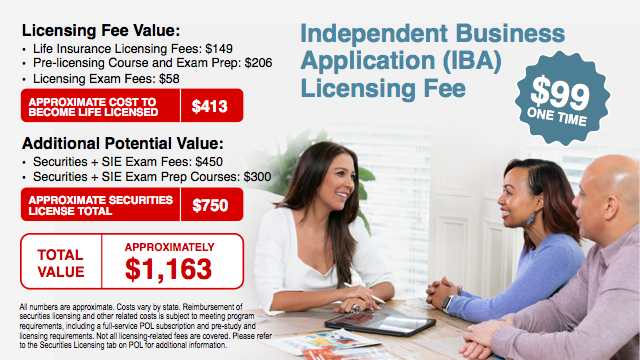 Licensing Fee Value:
• Life Insurance Licensing Fees: $149
• Pre-licensing Course and Exam Prep: $206
• Licensing Exam Fees: $58
APPROXIMATE COST TO
BECOME LIFE LICENSED
$413
Additional Potential Value:
• Securities + SIE Exam Fees: $450
• Securities + SIE Exam Prep Courses: $300
APPROXIMATE SECURITIES
LICENSE TOTAL
$750
TOTAL
VALUE
APPROXIMATELY
$1,163
All numbers are approximate. Costs vary by state. Reimbursement of
securities licensing and other related costs is subject to meeting program
requirements, including a full-service POL subscription and pre-study and
licensing requirements. Not all licensing-related fees are covered. Please refer
to the Securities Licensing tab on POL for additional information.
Independent Business
Application (IBA)
Licensing Fee
$99
ONE TIME